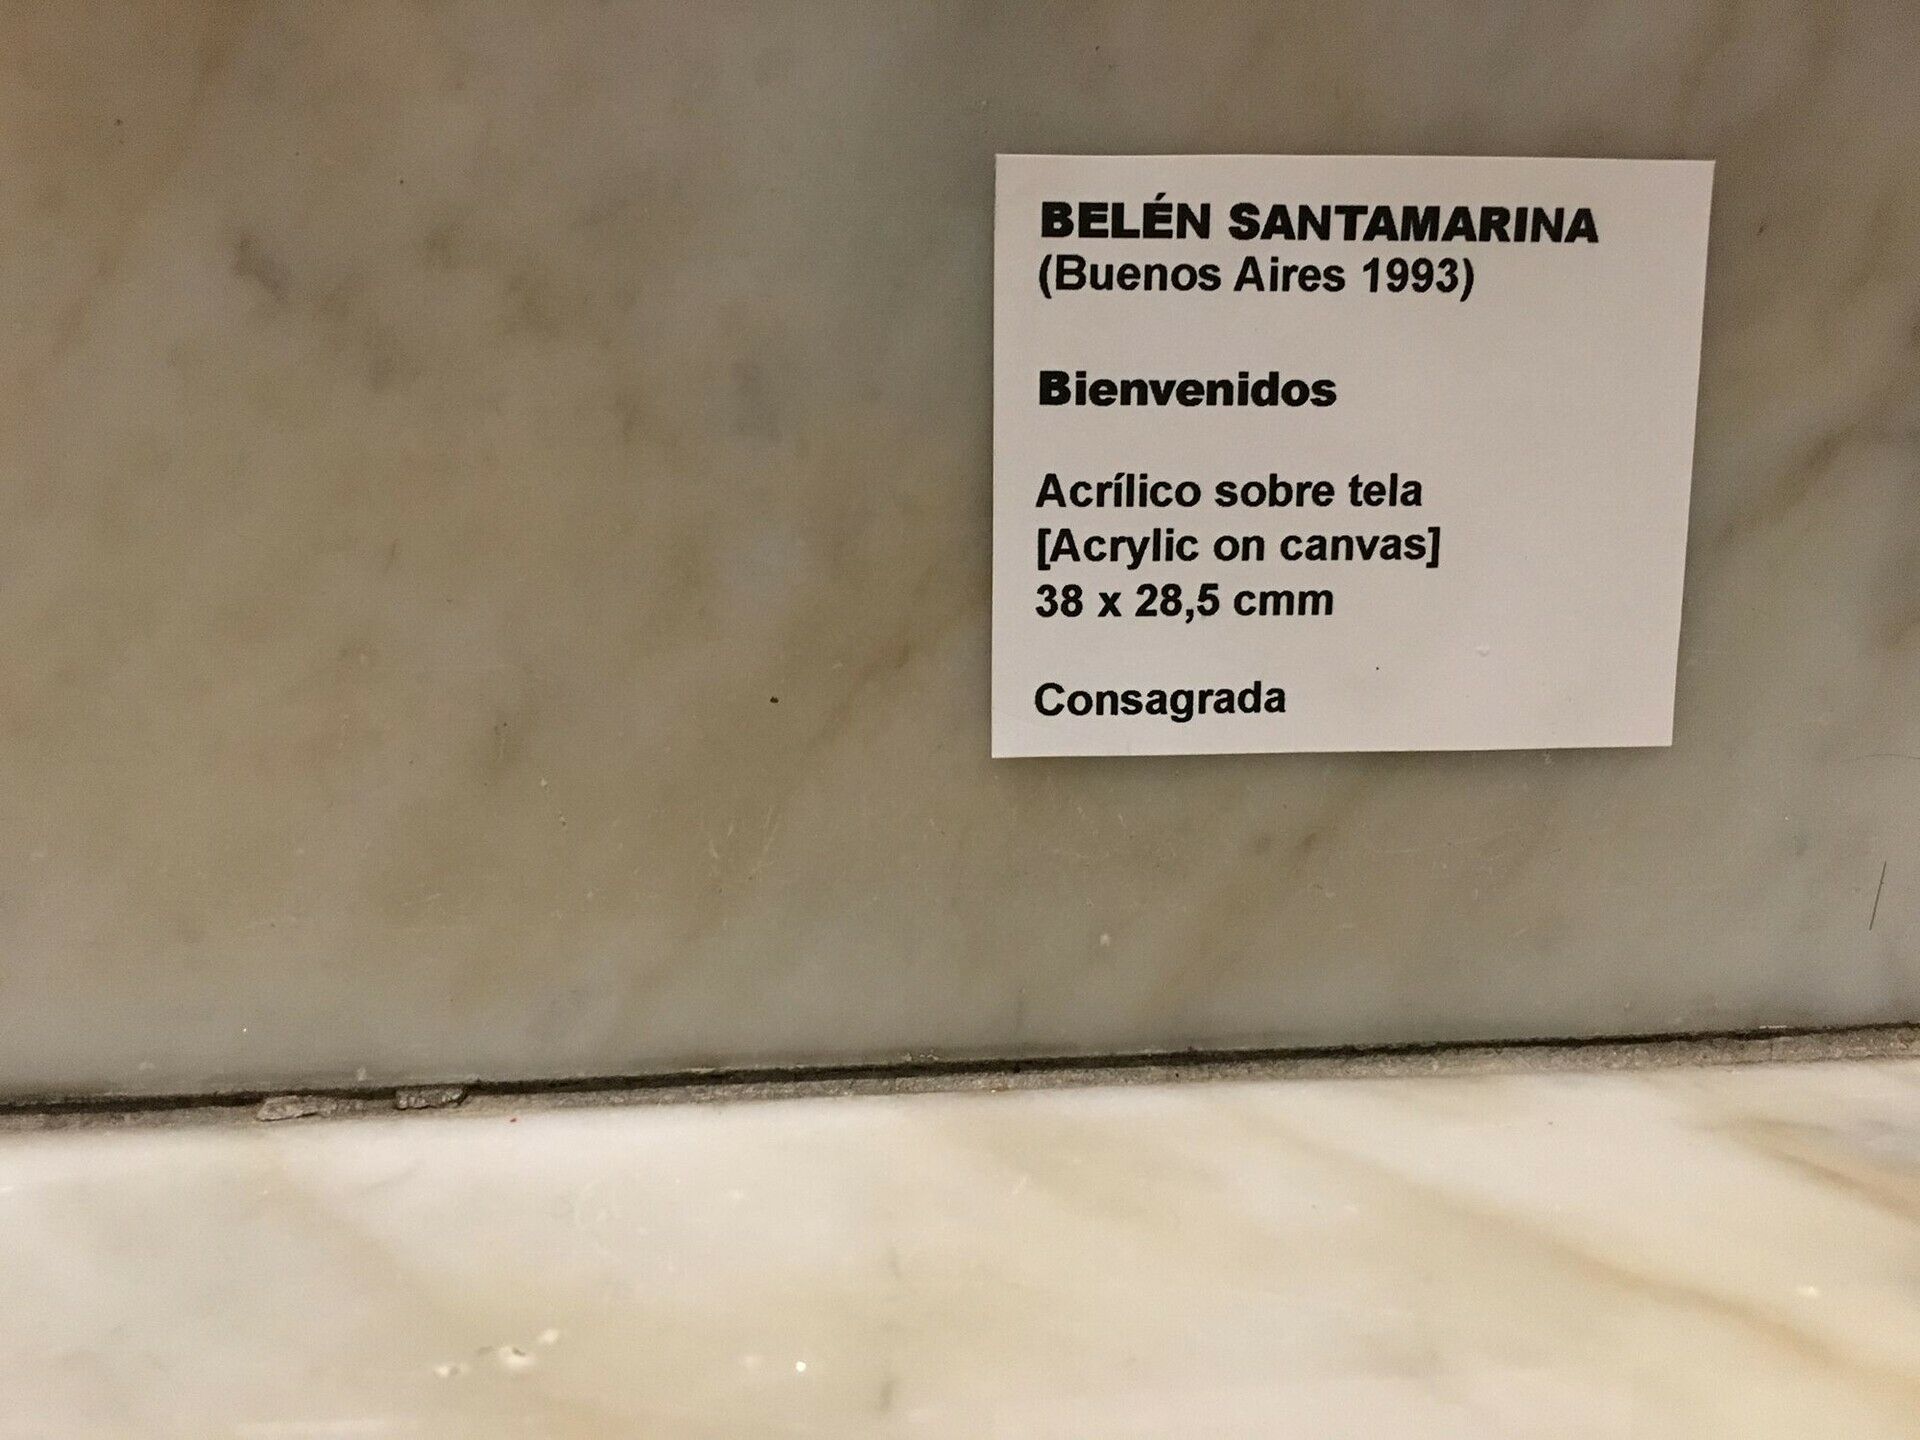 BELÉN SANTAMARINA
(Buenos Aires 1993)
Bienvenidos
Acrílico sobre tela
[Acrylic on canvas]
38 x 28,5 cmm
Consagrada